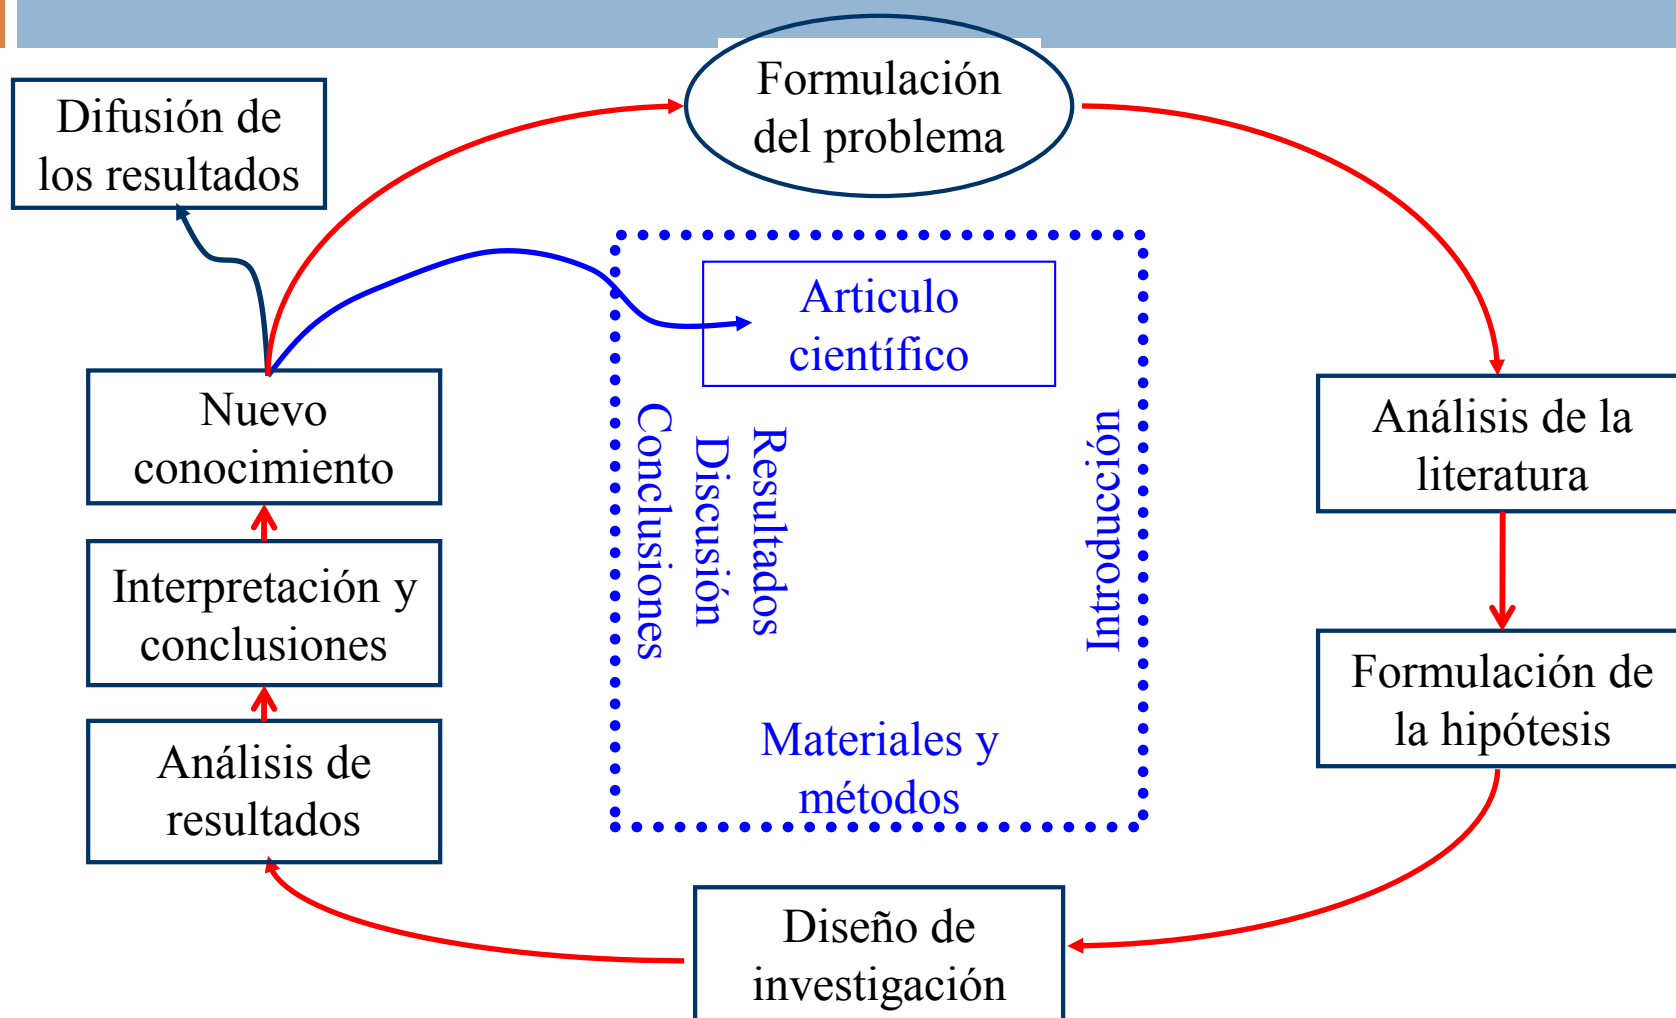 Formulación
del problema
Difusión de
los resultados
Articulo
científico
Nuevo
conocimiento
Análisis de la
literatura
Conclusiones
Discusión
Resultados
Introducción
Interpretación y
conclusiones
Formulación de
la hipótesis
Materiales y
métodos
Análisis de
resultados
Diseño de
investigación